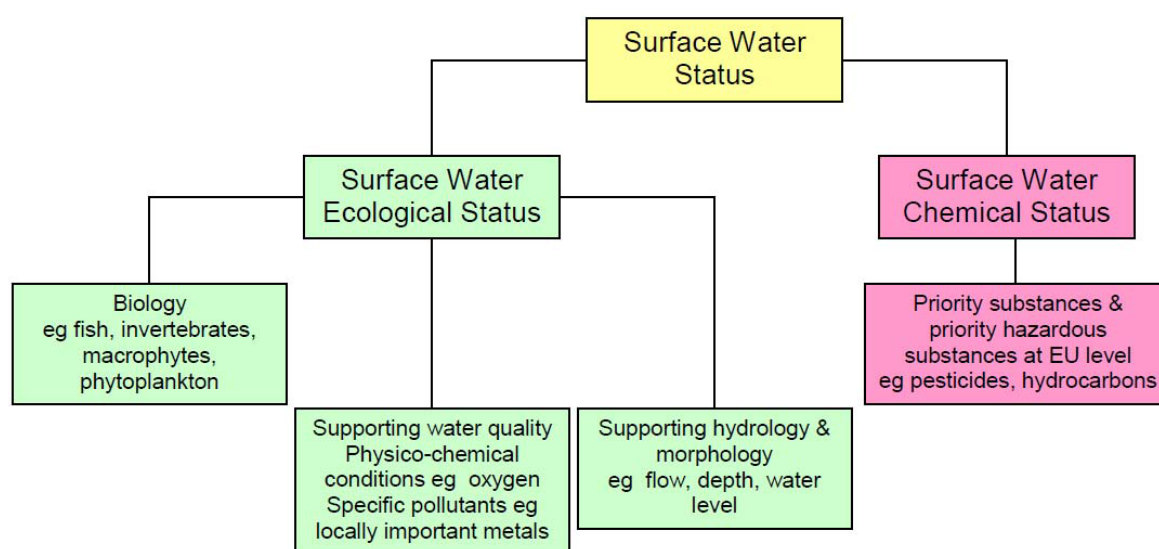 Surface Water
Status
Surface Water
Ecological Status
Surface Water
Chemical Status
Biology
eg fish, invertebrates,
macrophytes,
phytoplankton
Supporting water quality
Physico-chemical
conditions eg oxygen
Specific pollutants eg
locally important metals
Supporting hydrology &
morphology
eg flow, depth, water
level
Priority substances &
priority hazardous
substances at EU level
eg pesticides, hydrocarbons